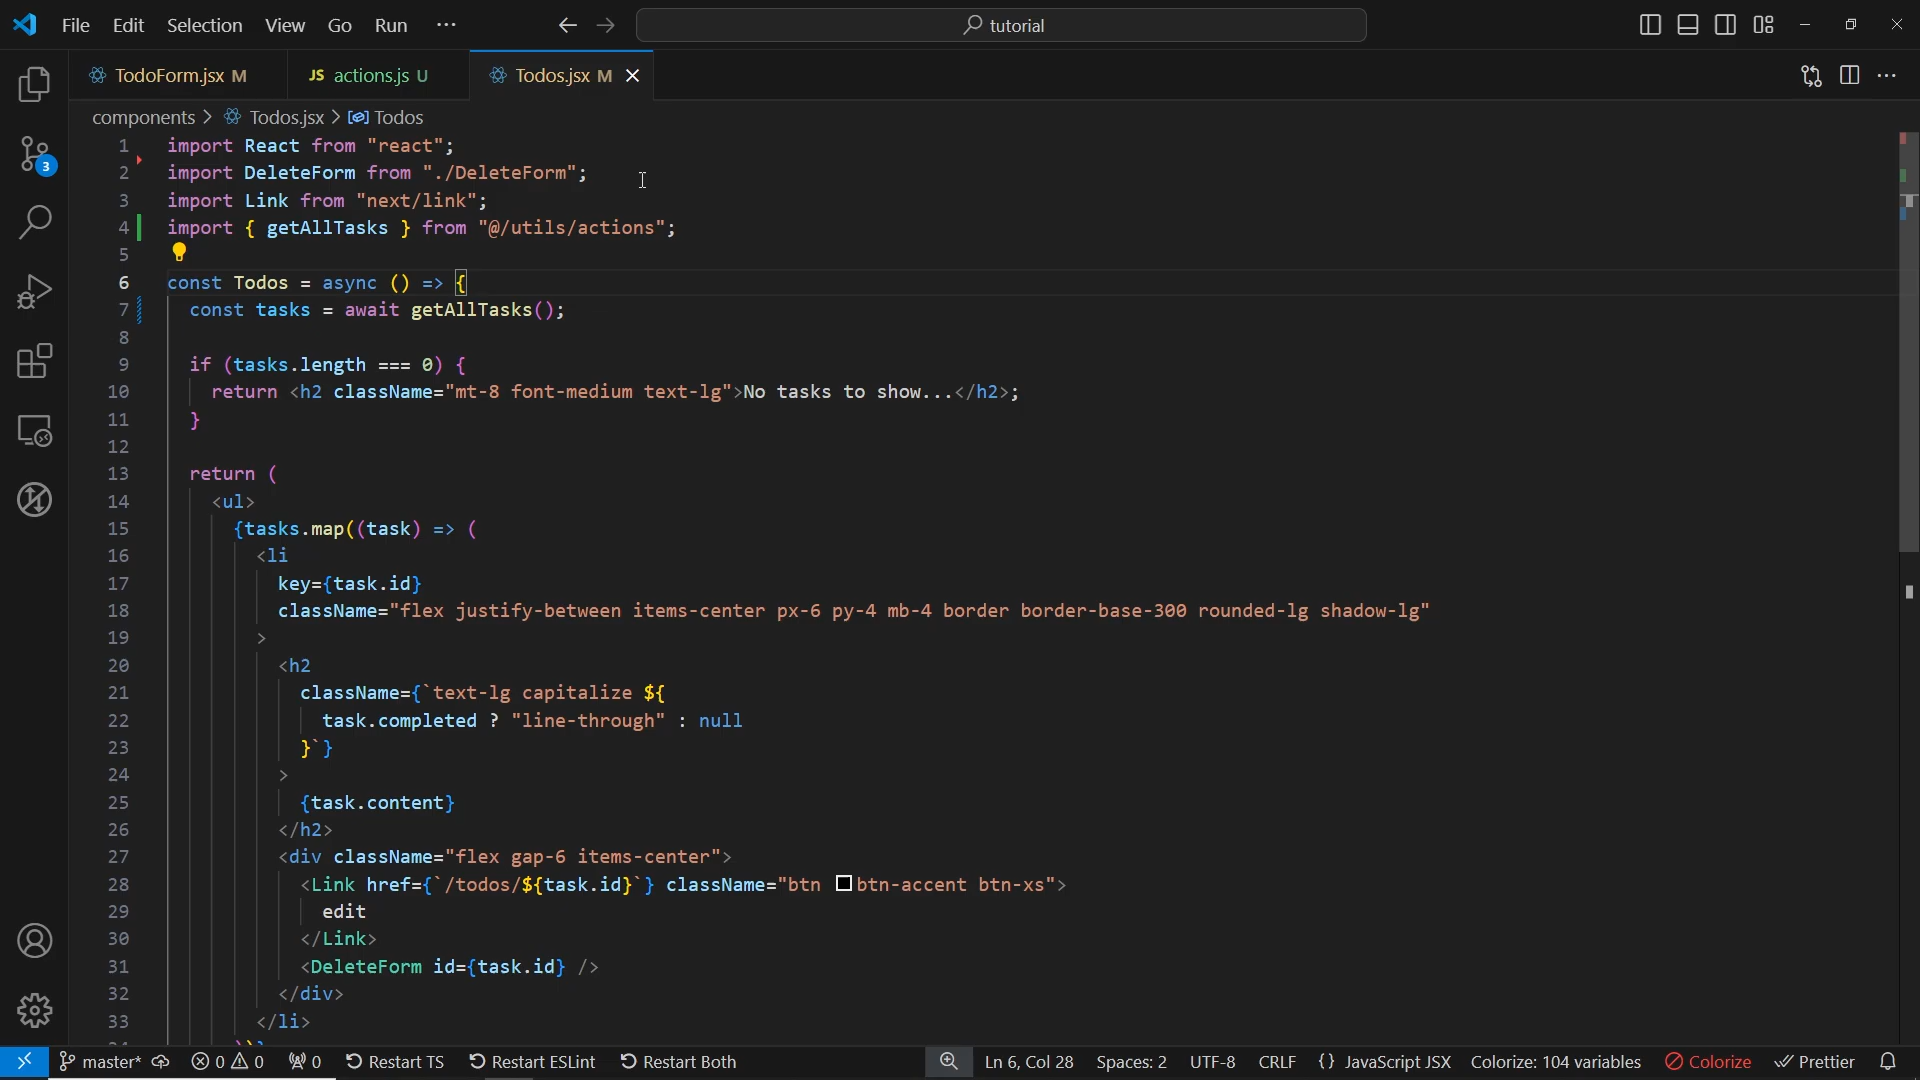 File Edit Selection View Go Run ··· tutorial
TodoForm.jsx M JS actions.js U Todos.jsx M
components > Todos.jsx > Todos
1 import React from "react";
2 import DeleteForm from "./DeleteForm";
3 import Link from "next/link";
4 import { getAllTasks } from "@/utils/actions";
5
6 const Todos = async () => {
7 const tasks = await getAllTasks();
8
9 if (tasks.length === 0) {
10 return <h2 className="mt-8 font-medium text-lg">No tasks to show...</h2>;
11 }
12
13 return (
14 <ul>
15 {tasks.map((task) => (
16 <li
17 key={task.id}
18 className="flex justify-between items-center px-6 py-4 mb-4 border border-base-300 rounded-lg shadow-lg"
19 >
20 <h2
21 className={`text-lg capitalize ${
22 task.completed ? "line-through" : null
23 }`}
24 >
25 {task.content}
26 </h2>
27 <div className="flex gap-6 items-center">
28 <Link href={`/todos/${task.id}`} className="btn btn-accent btn-xs">
29 edit
30 </Link>
31 <DeleteForm id={task.id} />
32 </div>
33 </li>
3
master* 0 0 0 Restart TS Restart ESLint Restart Both Ln 6, Col 28 Spaces: 2 UTF-8 CRLF {} JavaScript JSX Colorize: 104 variables Colorize Prettier